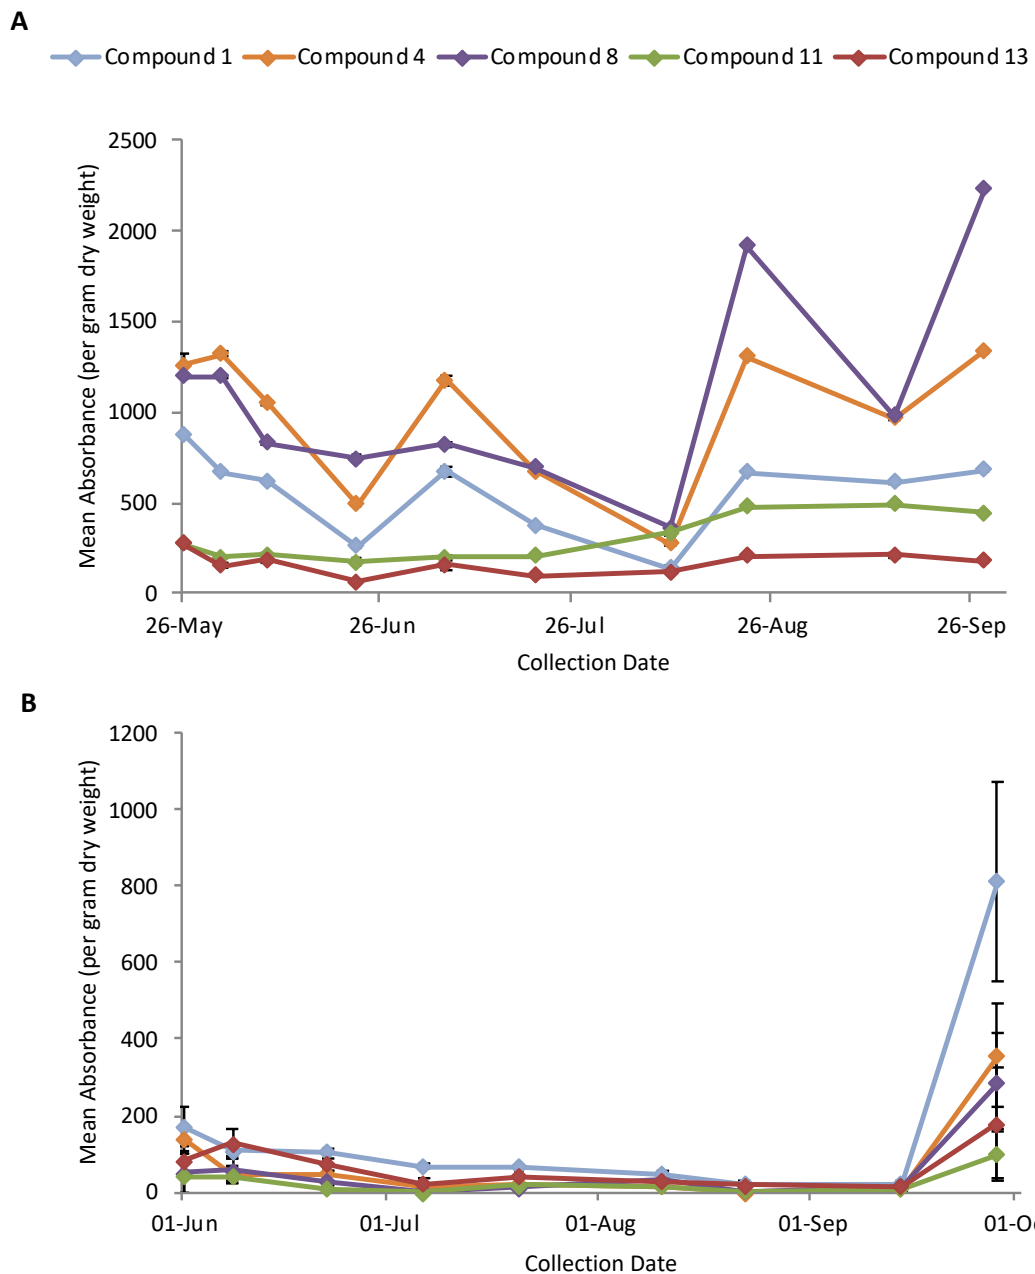 A
Compound 1 Compound 4 Compound 8 Compound 11 Compound 13
Mean Absorbance (per gram dry weight)
2500
2000
1500
1000
500
0
26-May 26-Jun 26-Jul 26-Aug 26-Sep
Collection Date
B
Mean Absorbance (per gram dry weight)
1200
1000
800
600
400
200
0
01-Jun 01-Jul 01-Aug 01-Sep 01-O
Collection Date